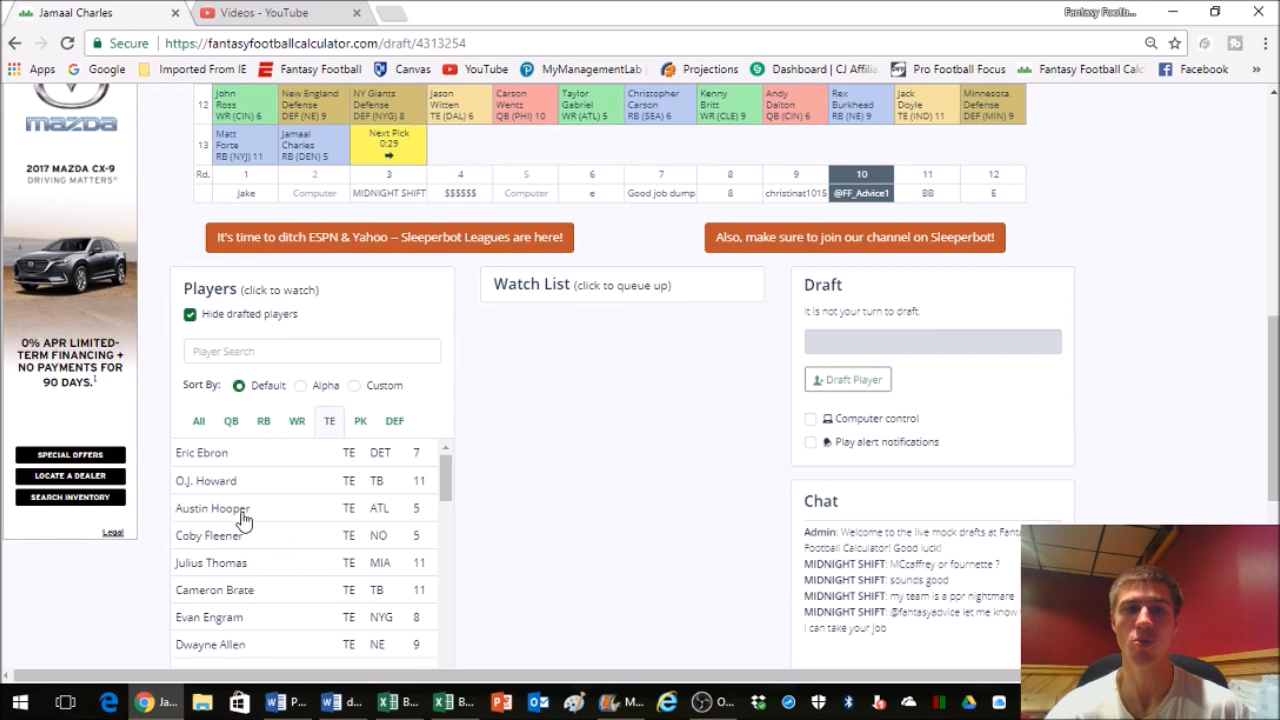 Jamaal Charles
Videos - YouTube
Fantasy Footb...
Secure
https://fantasyfootballcalculator.com/draft/4313254
Apps Google Imported From IE Fantasy Football Canvas YouTube MyManagementLab Projections Dashboard | CJ Affilia Pro Football Focus Fantasy Football Calc Facebook »
12
John Ross WR (CIN) 6
New England Defense DEF (NE) 9
NY Giants Defense DEF (NYG) 8
Jason Witten TE (DAL) 6
Carson Wentz QB (PHI) 10
Taylor Gabriel WR (ATL) 5
Christopher Carson RB (SEA) 6
Kenny Britt WR (CLE) 9
Andy Dalton QB (CIN) 6
Rex Burkhead RB (NE) 9
Jack Doyle TE (IND) 11
Minnesota Defense DEF (MIN) 9
13
Matt Forte RB (NYJ) 11
Jamaal Charles RB (DEN) 5
Next Pick 0:29
Rd. 1 2 3 4 5 6 7 8 9 10 11 12
Jake Computer MIDNIGHT SHIFT $$$$$$ Computer e Good job dump 8 christinat1015 @FF_Advice1 BB E
mazda
2017 MAZDA CX-9
DRIVING MATTERS®
0% APR LIMITED-
TERM FINANCING +
NO PAYMENTS FOR
90 DAYS.1
SPECIAL OFFERS
LOCATE A DEALER
SEARCH INVENTORY
Legal
It's time to ditch ESPN & Yahoo -- Sleeperbot Leagues are here!
Also, make sure to join our channel on Sleeperbot!
Players (click to watch)
Hide drafted players
Player Search
Sort By: Default Alpha Custom
All QB RB WR TE PK DEF
Eric Ebron TE DET 7
O.J. Howard TE TB 11
Austin Hooper TE ATL 5
Coby Fleener TE NO 5
Julius Thomas TE MIA 11
Cameron Brate TE TB 11
Evan Engram TE NYG 8
Dwayne Allen TE NE 9
Watch List (click to queue up)
Draft
It is not your turn to draft.
Draft Player
Computer control
Play alert notifications
Chat
Admin: Welcome to the live mock drafts at
Football Calculator! Good luck!
MIDNIGHT SHIFT: MCcaffrey or fournette ?
MIDNIGHT SHIFT: sounds good
MIDNIGHT SHIFT: my team is a ppr nightmare
MIDNIGHT SHIFT: @fantasyadvice let me know
I can take your job
Ja... P... d... B... B... M... O...